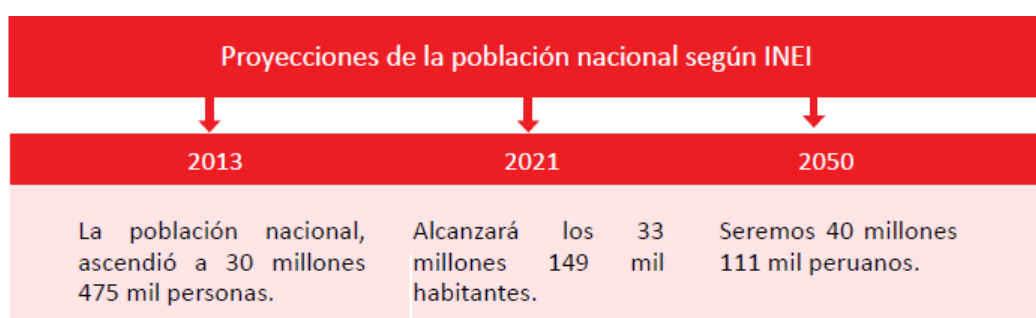 Proyecciones de la población nacional según INEI
2013
2021
2050
La población nacional,
ascendió a 30 millones
475 mil personas.
Alcanzará los 33
millones 149 mil
habitantes.
Seremos 40 millones
111 mil peruanos.